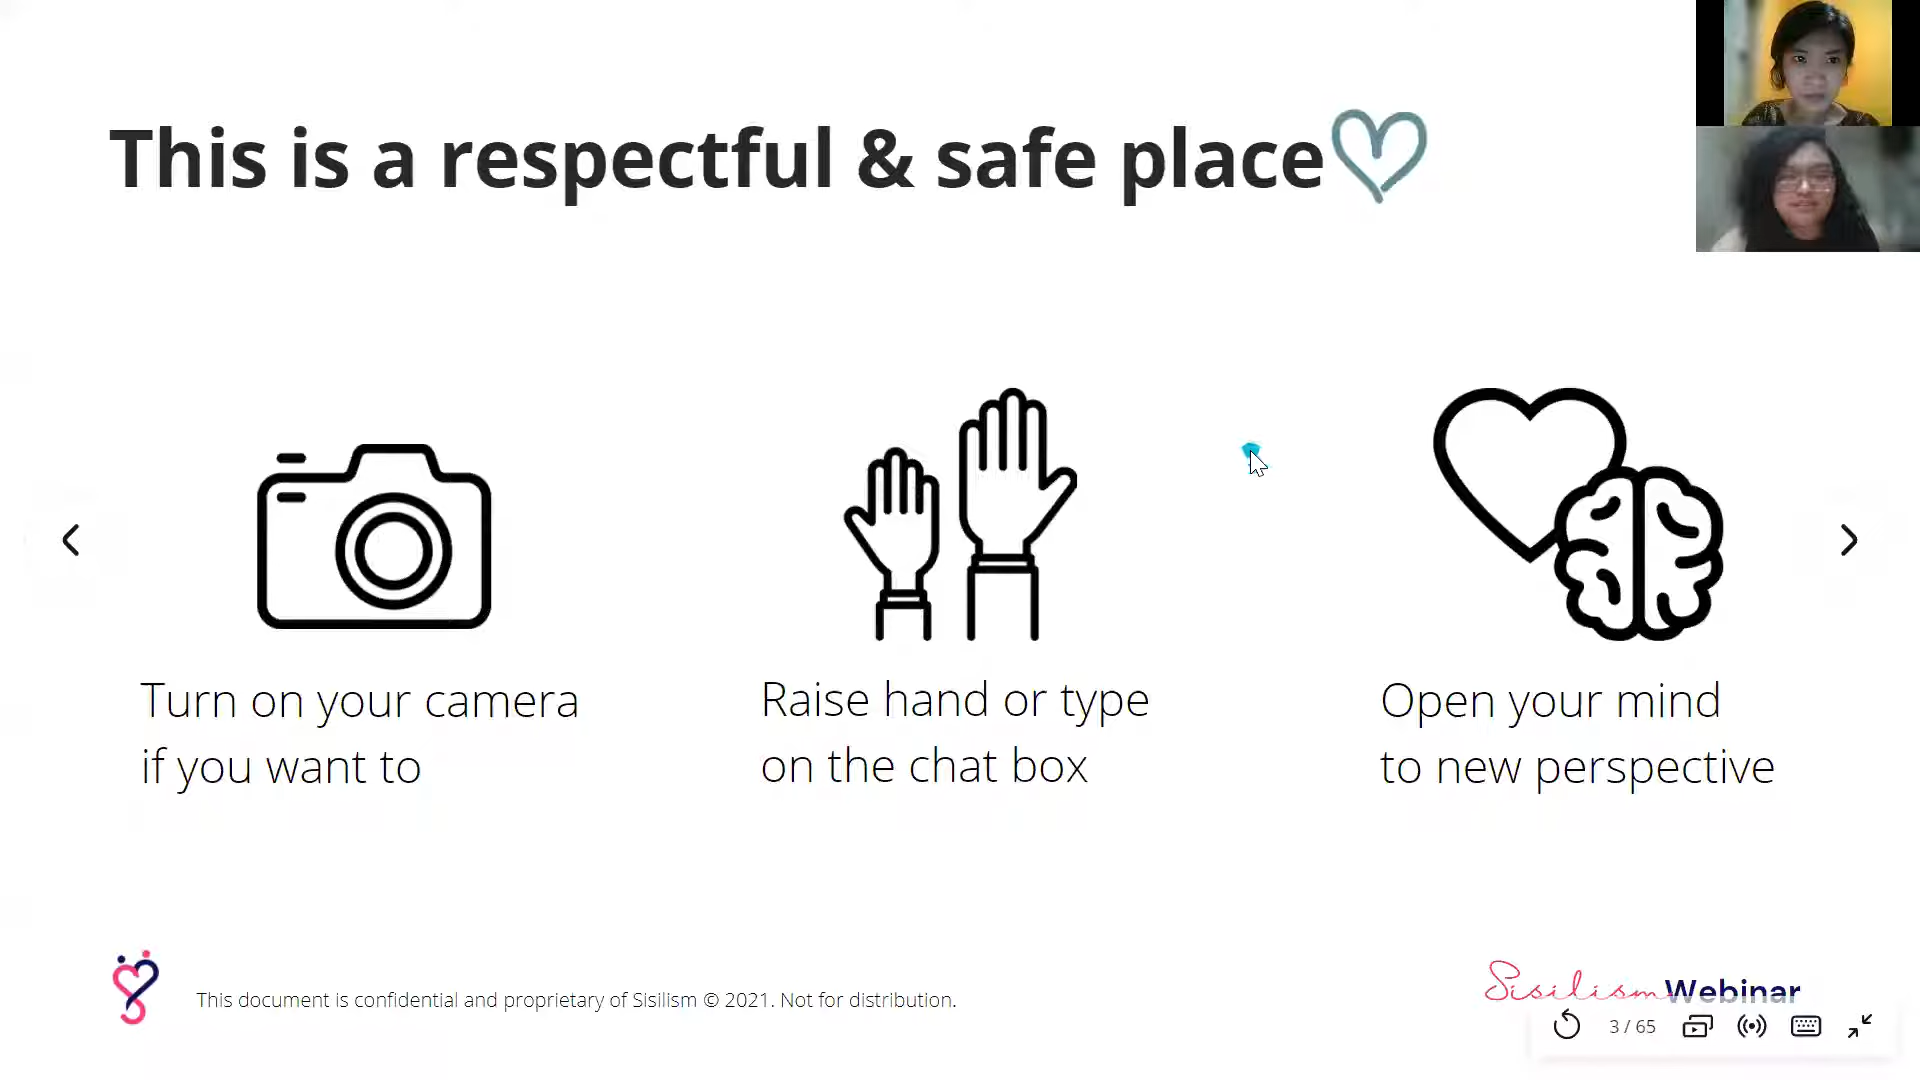 This is a respectful & safe place
Turn on your camera
if you want to
Raise hand or type
on the chat box
Open your mind
to new perspective
This document is confidential and proprietary of Sisilism © 2021. Not for distribution.
Sisilism Webinar
3 / 65